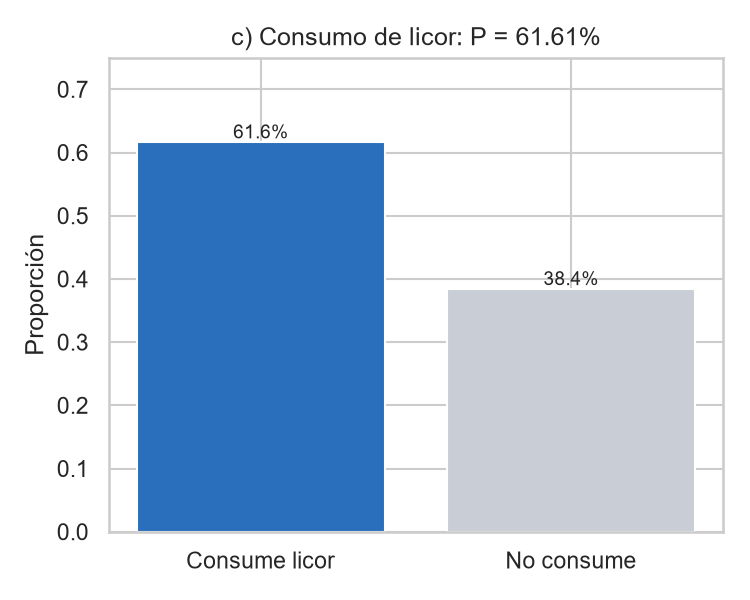 c) Consumo de licor: P = 61.61%
Proporción
0.7
0.6
0.5
0.4
0.3
0.2
0.1
0.0
61.6%
38.4%
Consume licor
No consume